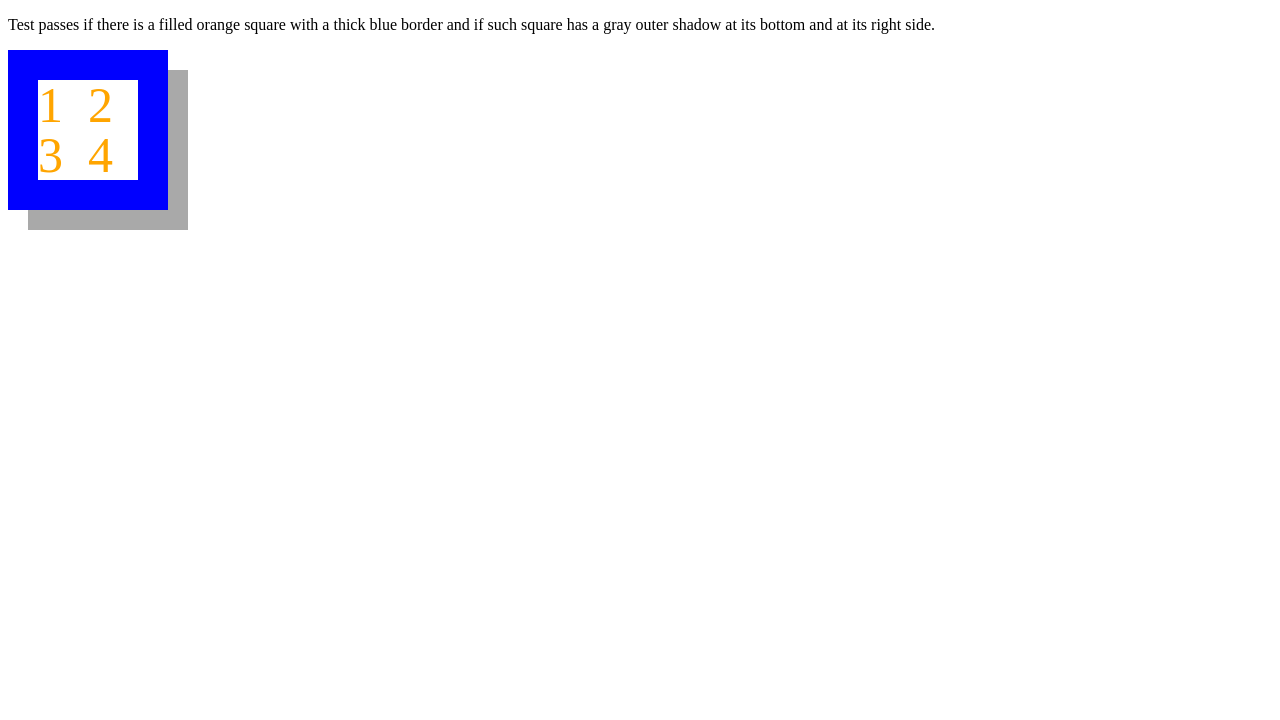 Test passes if there is a filled orange square with a thick blue border and if such square has a gray outer shadow at its bottom and at its right side.
1 2
3 4